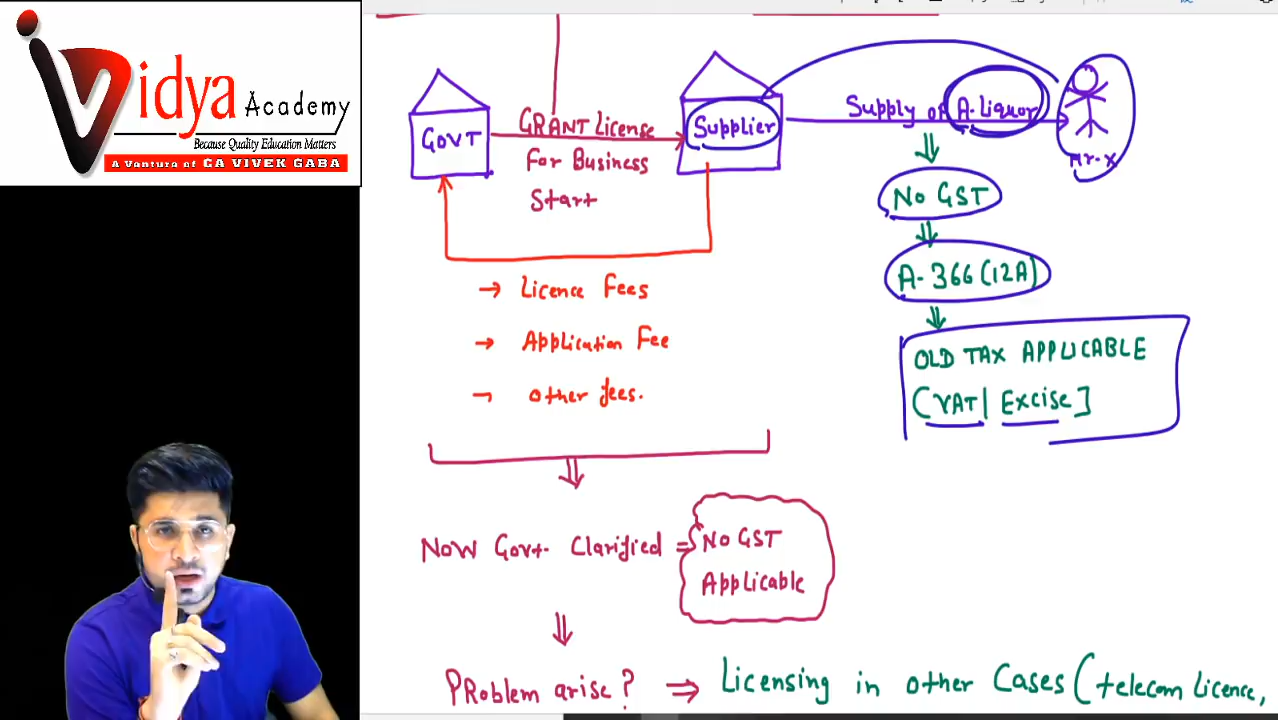 Vidya Academy
Because Quality Education Matters
A Ventura of CA VIVEK GABA
GOVT
GRANT License
For Business
Start
Supplier
Supply of A-Liquor
Mr-X
No GST
A-366(12A)
OLD TAX APPLICABLE
(VAT| Excise]
→ Licence Fees
→ Application Fee
¬ other fees.
NOW Govt- Clarified = No GST
Applicable
PRoblem arise? ⇒ Licensing in other Cases (telecom Licence,